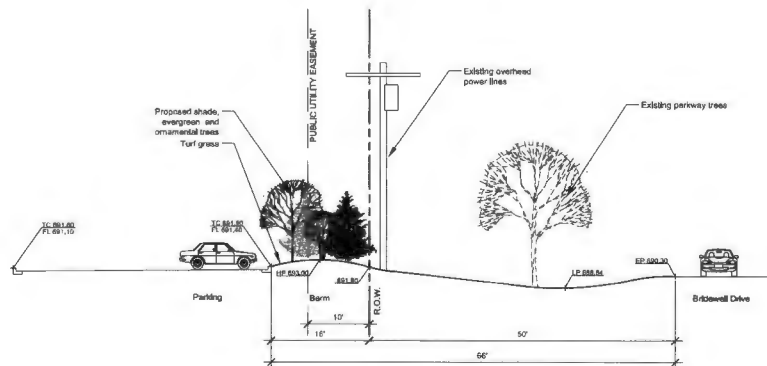 PUBLIC UTILITY EASEMENT
Existing overhead
power lines
Proposed shade,
evergreen and
ornamental trees
Turf grass
Existing parkway trees
TC 691.60
FL 691.10
TC 691.90
FL 691.40
HP 693.00
691.80
R.O.W.
LP 688.84
EP 690.30
Parking
Berm
Bridewell Drive
10'
16'
50'
66'